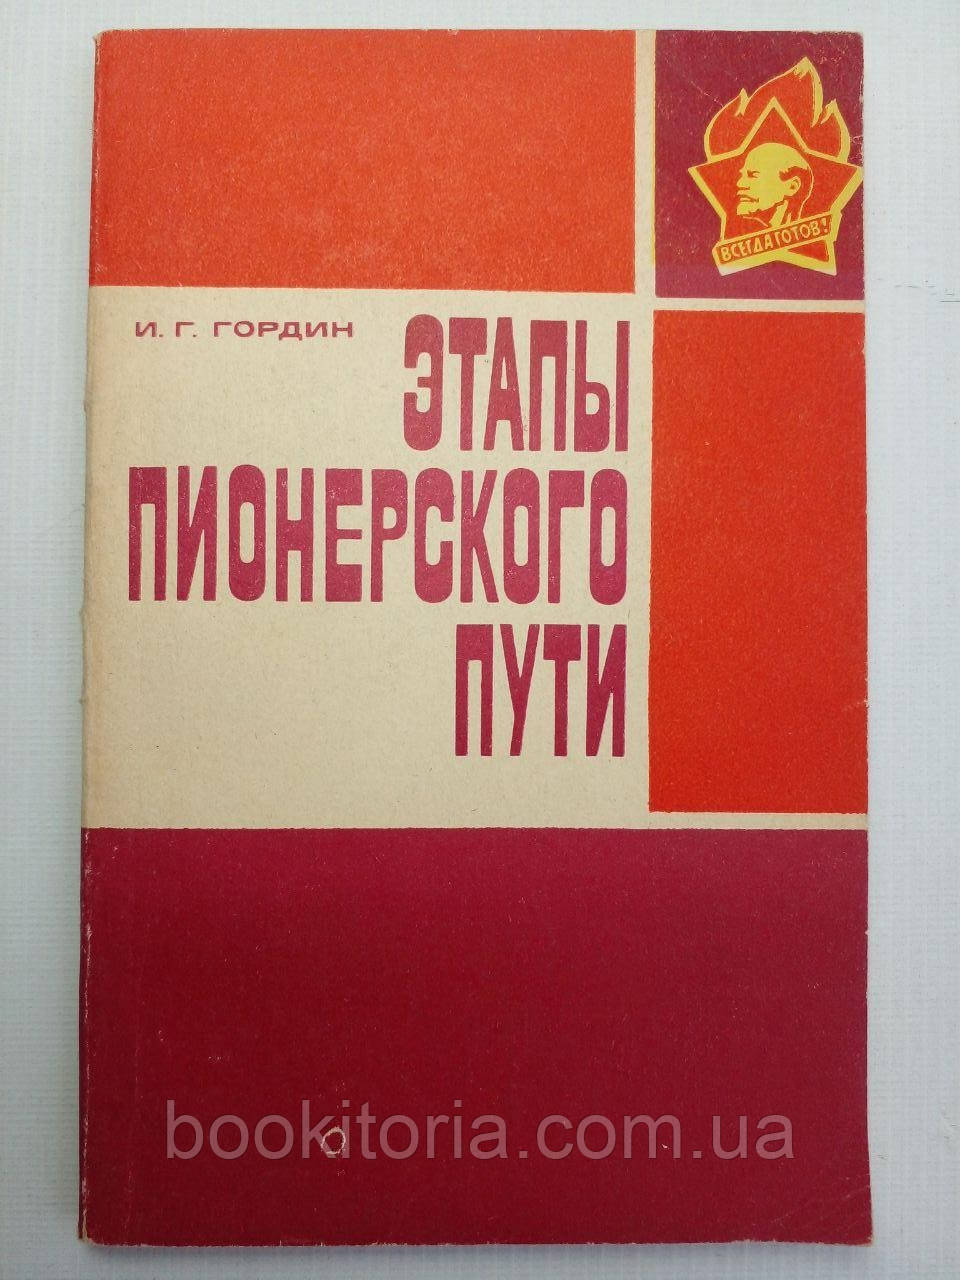 ВСЕГДА ГОТОВ!
И. Г. ГОРДИН
ЭТАПЫ
ПИОНЕРСКОГО
ПУТИ
bookitoria.com.ua